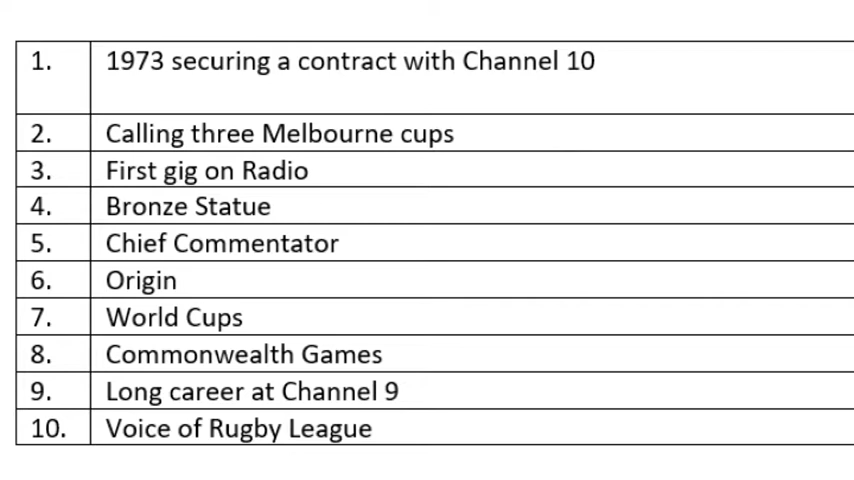 1. 1973 securing a contract with Channel 10
2. Calling three Melbourne cups
3. First gig on Radio
4. Bronze Statue
5. Chief Commentator
6. Origin
7. World Cups
8. Commonwealth Games
9. Long career at Channel 9
10. Voice of Rugby League